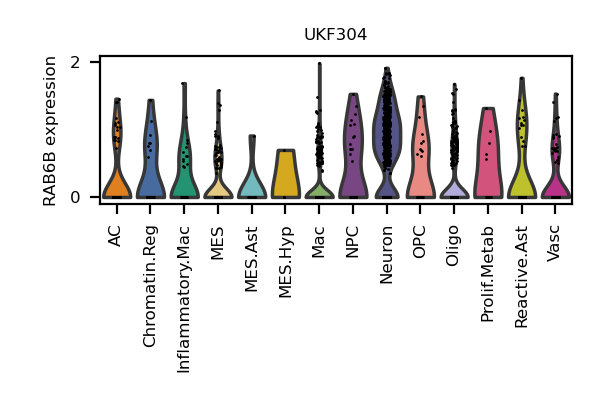 UKF304
RAB6B expression
2
0
AC
Chromatin.Reg
Inflammatory.Mac
MES
MES.Ast
MES.Hyp
Mac
NPC
Neuron
OPC
Oligo
Prolif.Metab
Reactive.Ast
Vasc